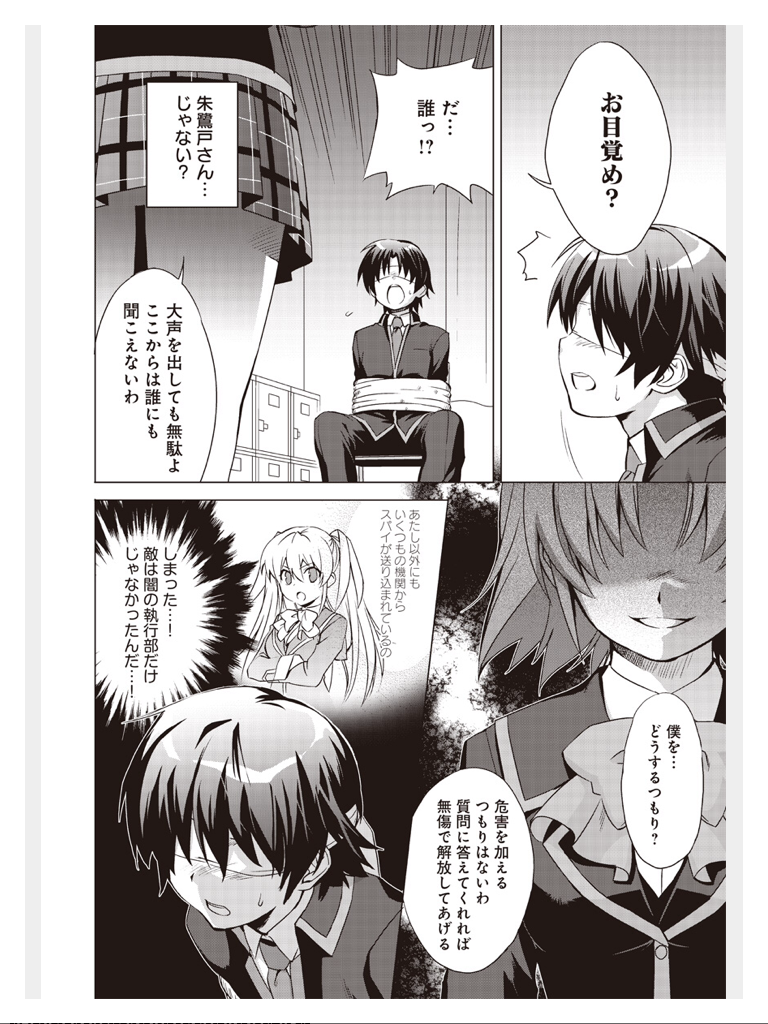 お目覚め？
だ…
誰っ!?
朱鷺戸さん…
じゃない？
大声を出しても無駄よ
ここからは誰にも
聞こえないわ
僕を…
どうするつもり？
危害を加える
つもりはないわ
質問に答えてくれれば
無傷で解放してあげる
あたし以外にも
いくつもの機関から
スパイが送り込まれているの
しまった…！
敵は闇の執行部だけ
じゃなかったんだ…！